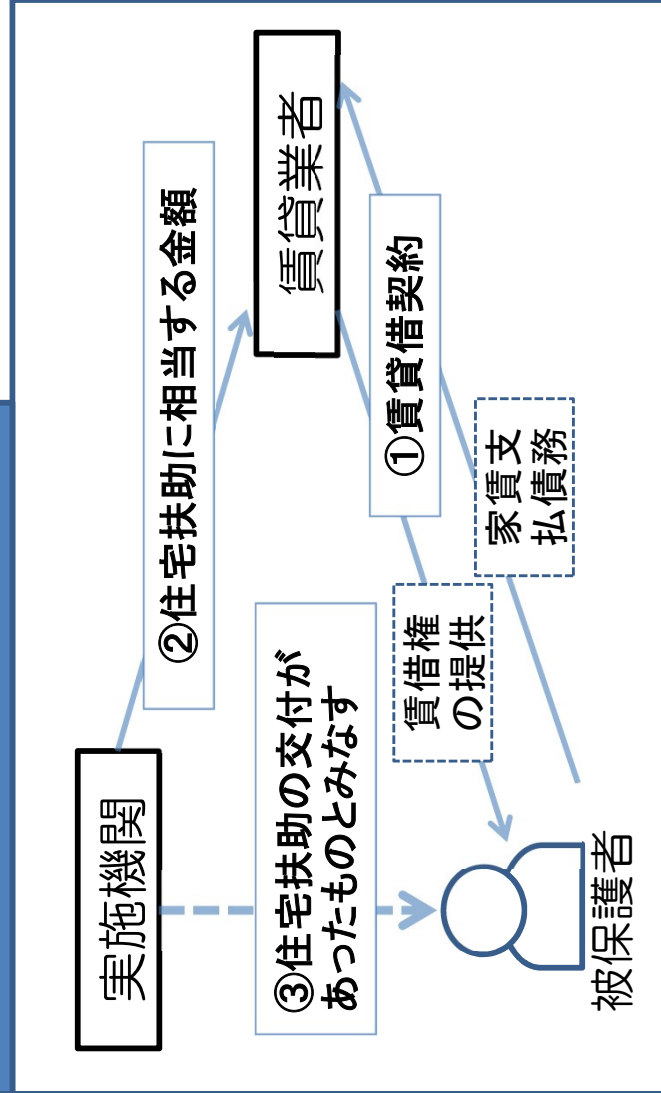 実施機関
②住宅扶助に相当する金額
賃貸業者
③住宅扶助の交付が
あったものとみなす
①賃貸借契約
賃借権
の提供
家賃支
払債務
被保護者